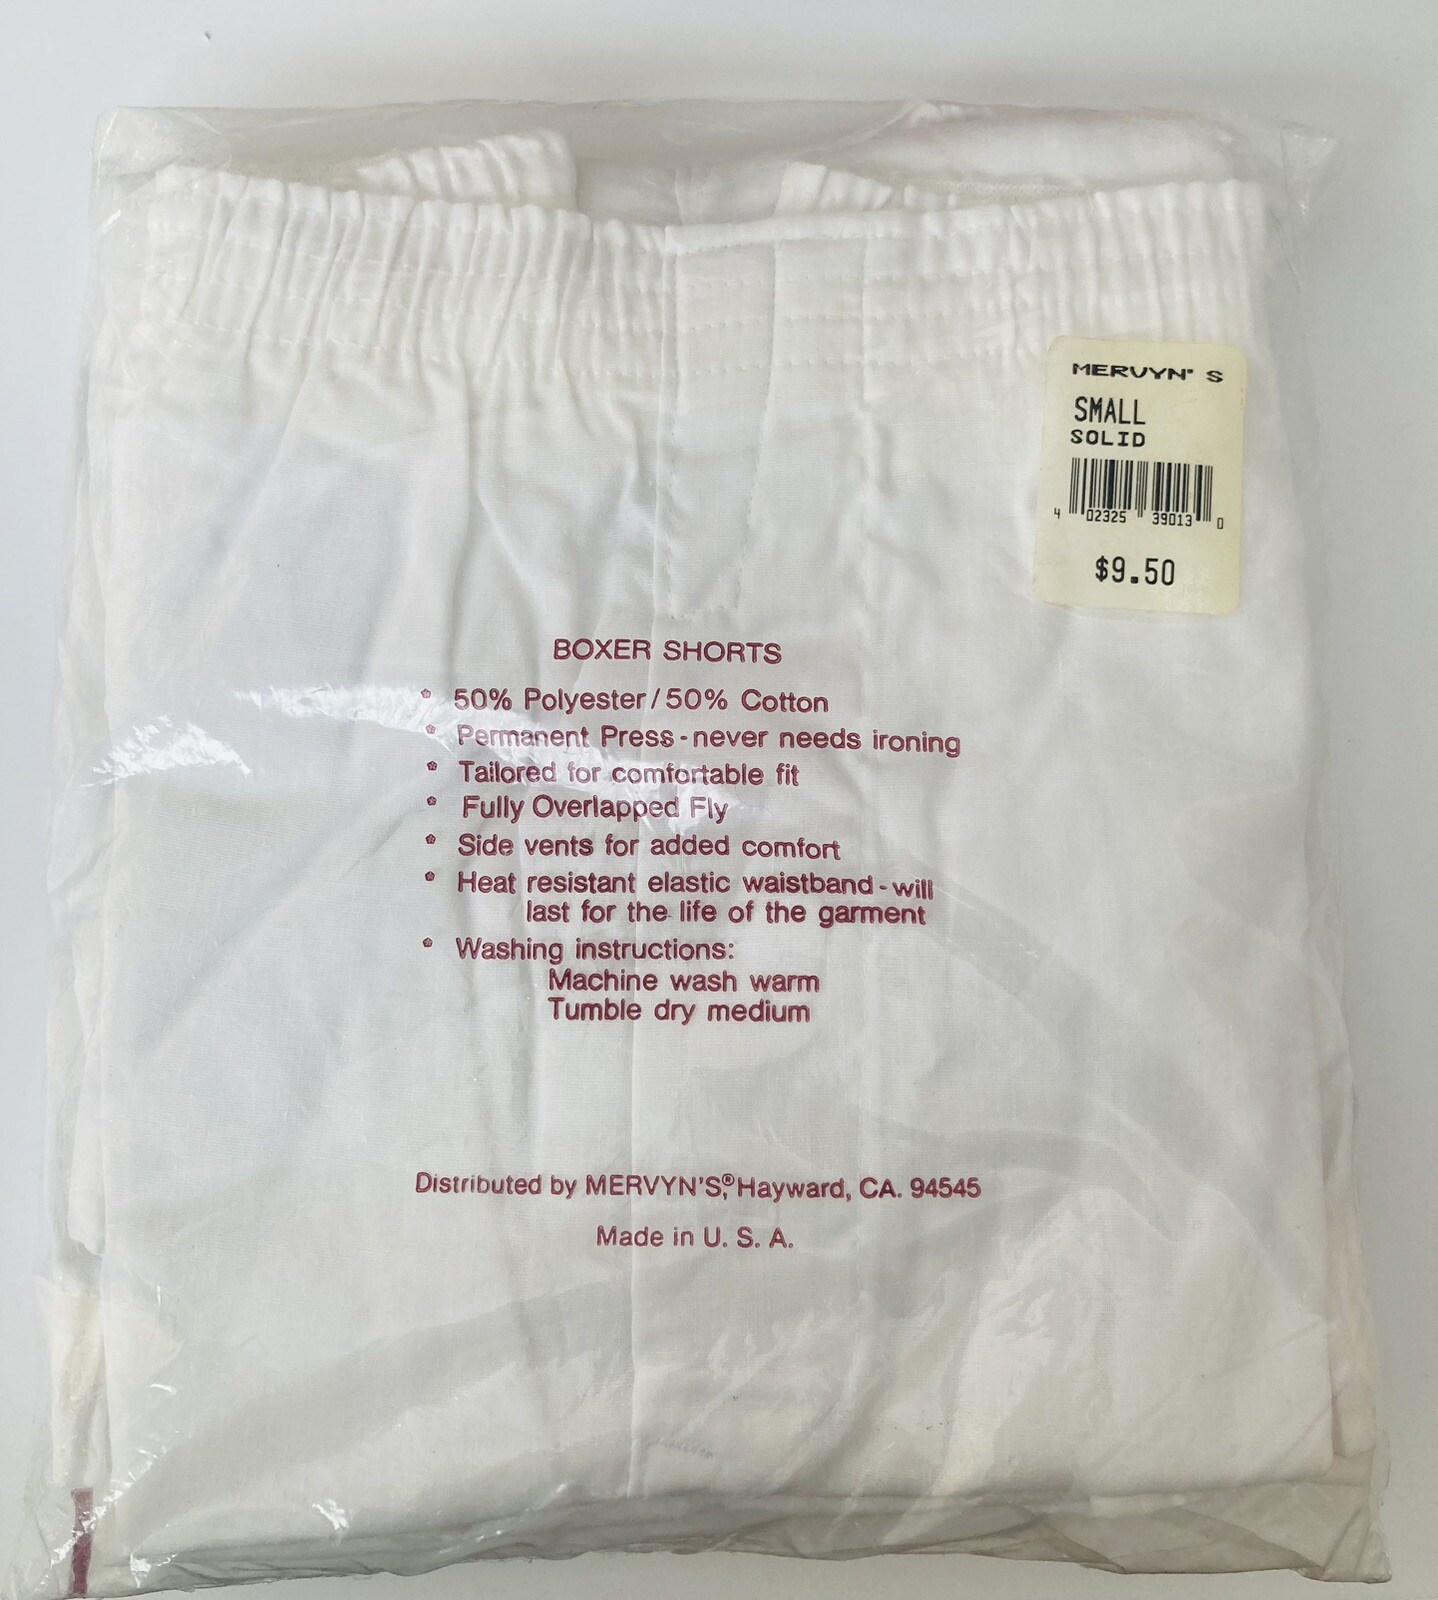 MERVYN'S
SMALL
SOLID
4 02325 39013 0
$9.50
BOXER SHORTS
50% Polyester/50% Cotton
Permanent Press-never needs ironing
Tailored for comfortable fit
Fully Overlapped Fly
Side vents for added comfort
Heat resistant elastic waistband-will
last for the life of the garment
Washing instructions:
Machine wash warm
Tumble dry medium
Distributed by MERVYN'S,® Hayward, CA. 94545
Made in U. S. A.